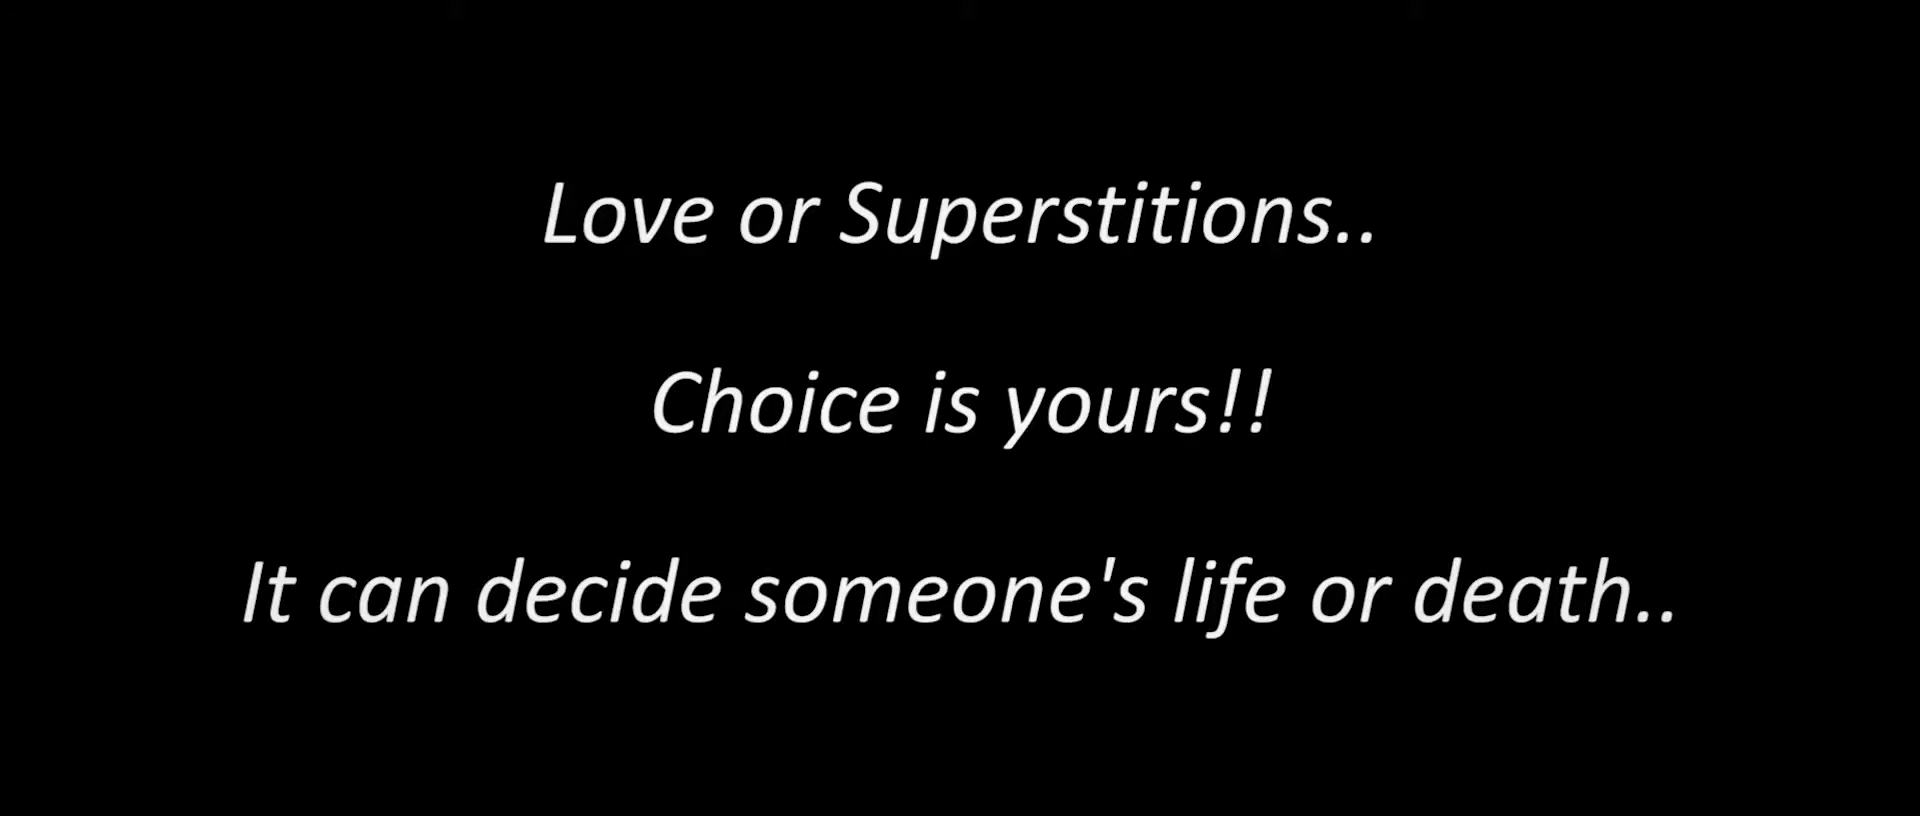 Love or Superstitions..
Choice is yours!!
It can decide someone's life or death..